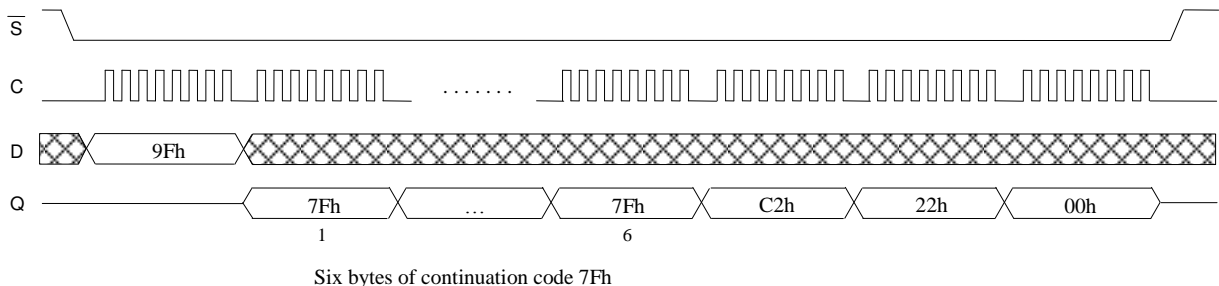 S
C .......
D 9Fh
Q 7Fh ... 7Fh C2h 22h 00h
1 6
Six bytes of continuation code 7Fh